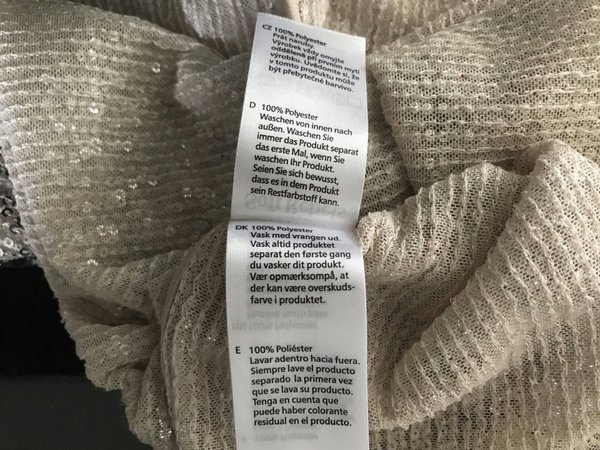 CZ 100% Polyester
Prát naruby.
Výrobek vždy omyjte
odděleně při prvním mytí
výrobku. Uvědomte si, že
v tomto produktu může
být přebytečné barvivo.
D 100% Polyester
Waschen von innen nach
außen. Waschen Sie
immer das Produkt separat
das erste Mal, wenn Sie
waschen Ihr Produkt.
Seien Sie sich bewusst,
dass es in dem Produkt
sein Restfarbstoff kann.
DK 100% Polyester
Vask med vrangen ud.
Vask altid produktet
separat den første gang
du vasker dit produkt.
Vær opmærksompå, at
der kan være overskuds-
farve i produktet.
E 100% Poliéster
Lavar adentro hacia fuera.
Siempre lave el producto
separado la primera vez
que se lava su producto.
Tenga en cuenta que
puede haber colorante
residual en el producto.